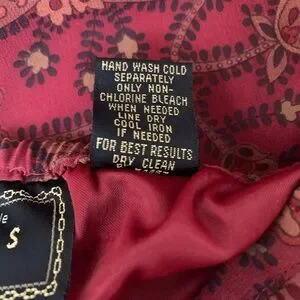 HAND WASH COLD
SEPARATELY
ONLY NON-
CHLORINE BLEACH
WHEN NEEDED
LINE DRY
COOL IRON
IF NEEDED
FOR BEST RESULTS
DRY CLEAN
S